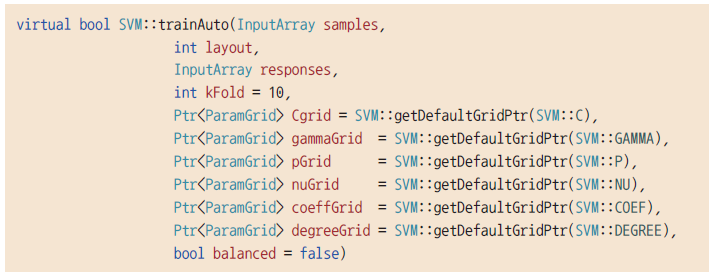 virtual bool SVM::trainAuto(InputArray samples,
int layout,
InputArray responses,
int kFold = 10,
Ptr<ParamGrid> Cgrid = SVM::getDefaultGridPtr(SVM::C),
Ptr<ParamGrid> gammaGrid = SVM::getDefaultGridPtr(SVM::GAMMA),
Ptr<ParamGrid> pGrid = SVM::getDefaultGridPtr(SVM::P),
Ptr<ParamGrid> nuGrid = SVM::getDefaultGridPtr(SVM::NU),
Ptr<ParamGrid> coeffGrid = SVM::getDefaultGridPtr(SVM::COEF),
Ptr<ParamGrid> degreeGrid = SVM::getDefaultGridPtr(SVM::DEGREE),
bool balanced = false)